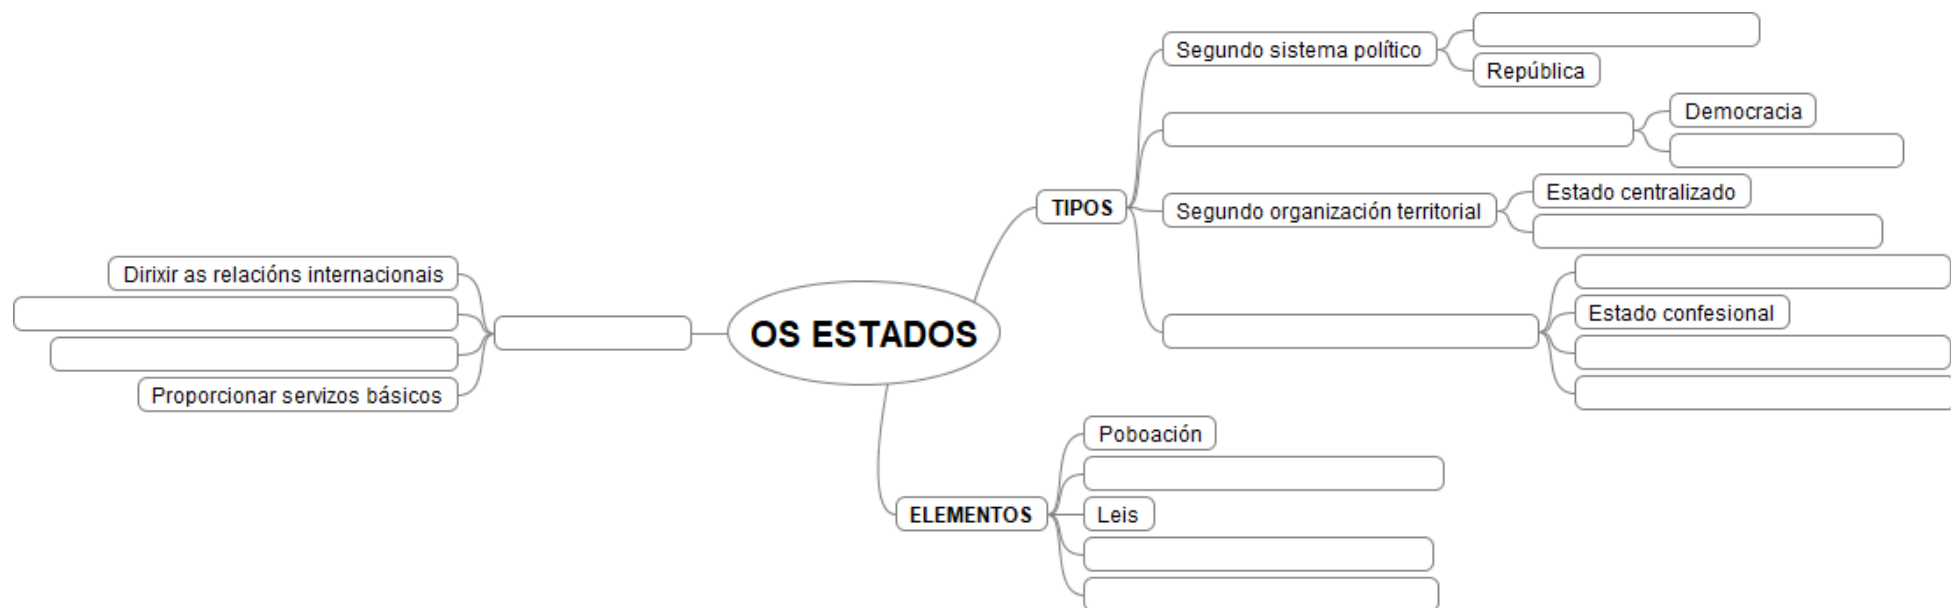 Segundo sistema político
República
Democracia
TIPOS
Segundo organización territorial
Estado centralizado
Estado confesional
Dirixir as relacións internacionais
Proporcionar servizos básicos
OS ESTADOS
Poboación
ELEMENTOS
Leis